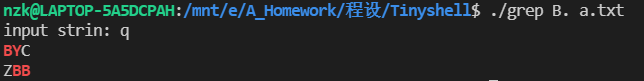 nzk@LAPTOP-5A5DCPAH:/mnt/e/A_Homework/程设/Tinyshell$ ./grep B. a.txt
input strin: q
BYC
ZBB